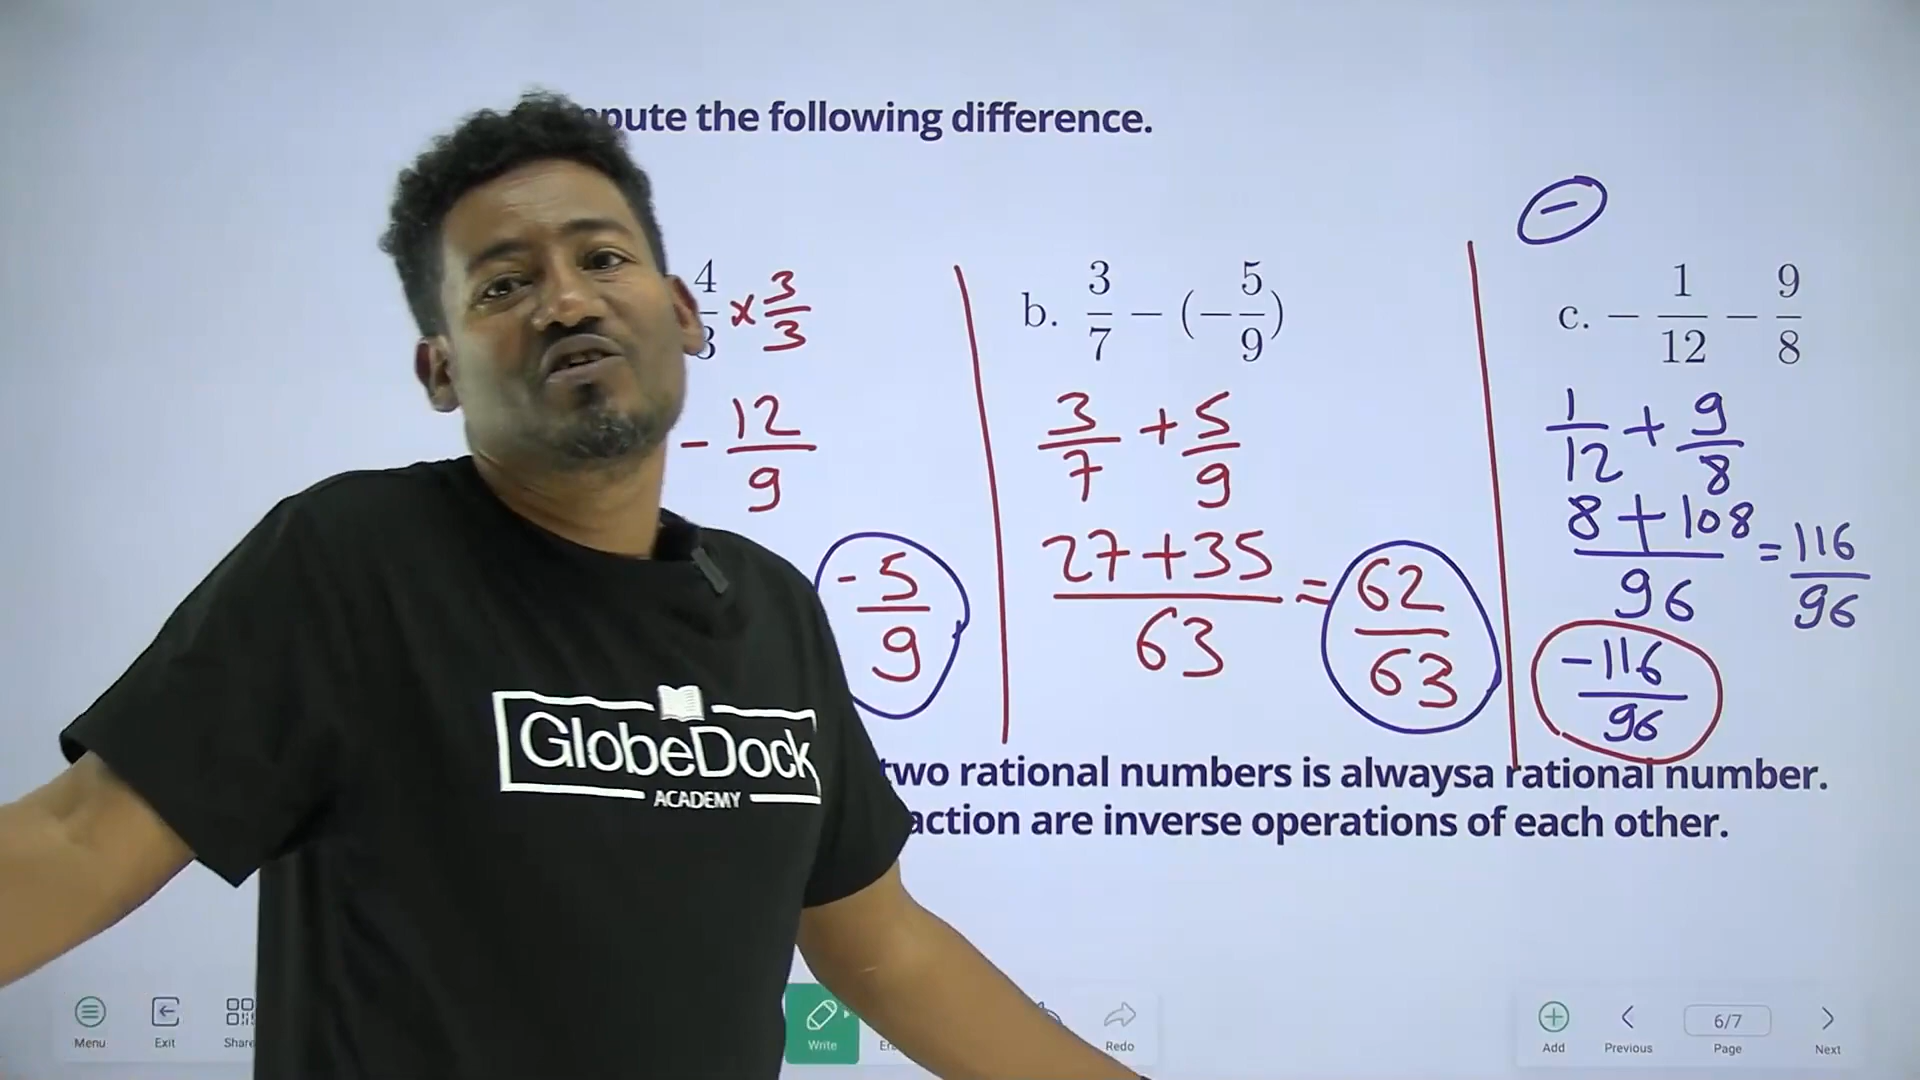 pute the following difference.
−
4 × 3
3 3
- 12
9
-5
9
b. 3/7 − (−5/9)
3/7 + 5/9
27+35/63 = 62/63
c. −1/12 − 9/8
1/12 + 9/8
8+108/96 = 116/96
-116/96
two rational numbers is alwaysa rational number.
action are inverse operations of each other.
GlobeDock
ACADEMY
Menu Exit Share Write Redo Add Previous 6/7 Page Next